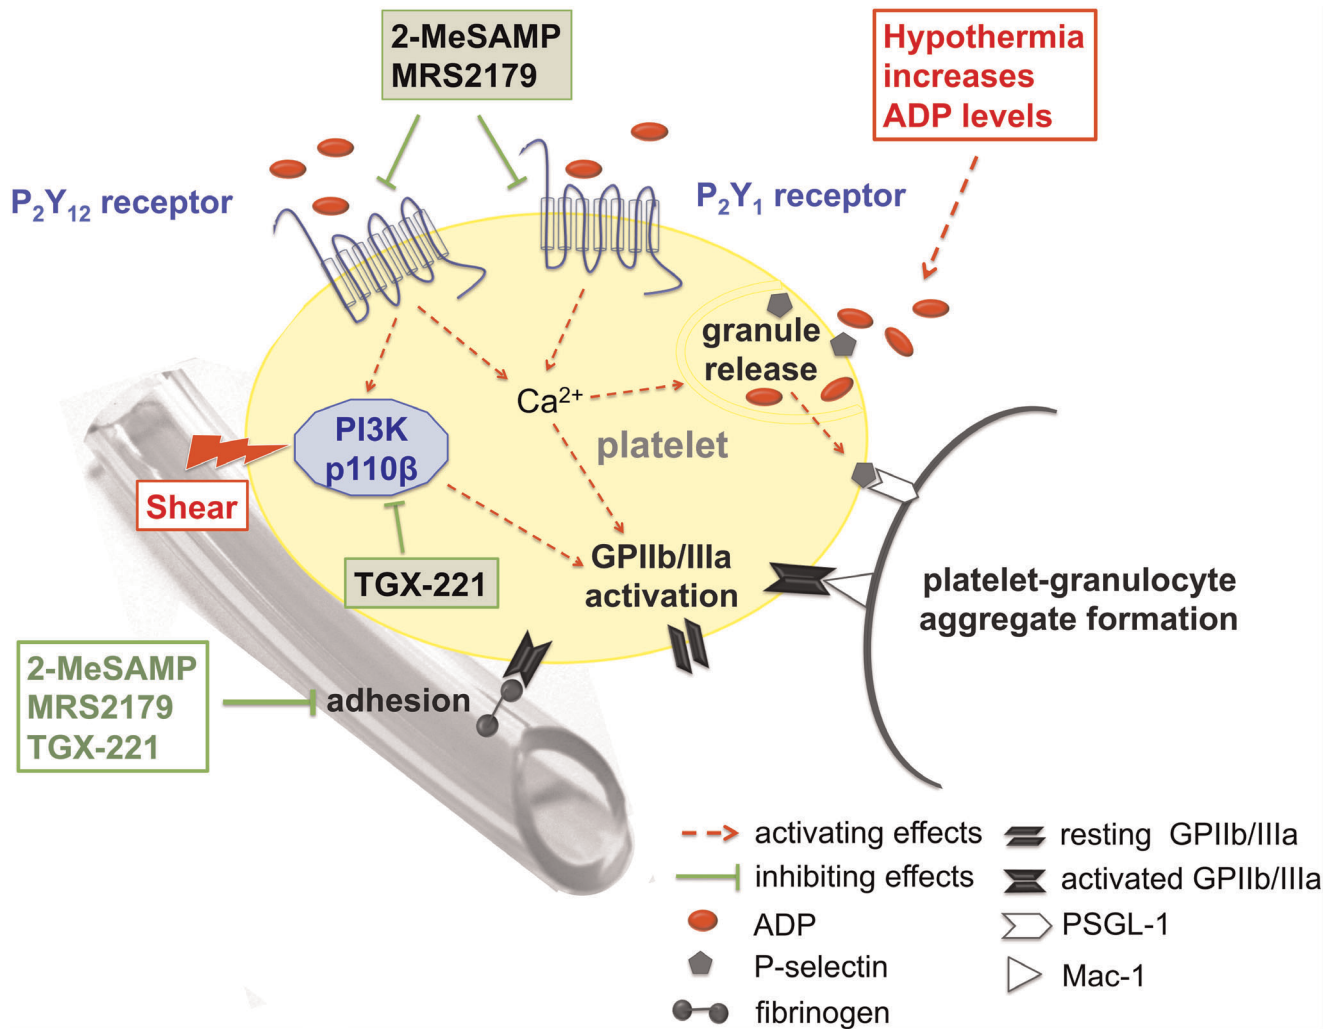 2-MeSAMP
MRS2179
Hypothermia
increases
ADP levels
P₂Y₁₂ receptor
P₂Y₁ receptor
granule
release
Ca²⁺
platelet
PI3K
p110β
Shear
TGX-221
GPIIb/IIIa
activation
platelet-granulocyte
aggregate formation
2-MeSAMP
MRS2179
TGX-221
adhesion
activating effects
inhibiting effects
ADP
P-selectin
fibrinogen
resting GPIIb/IIIa
activated GPIIb/IIIa
PSGL-1
Mac-1